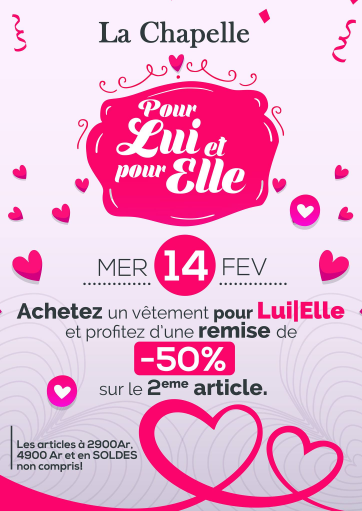 La Chapelle
Pour
Lui et
pour Elle
MER 14 FEV
Achetez un vêtement pour Lui|Elle
et profitez d'une remise de
-50%
sur le 2eme article.
Les articles à 2900Ar,
4900 Ar et en SOLDES
non compris!